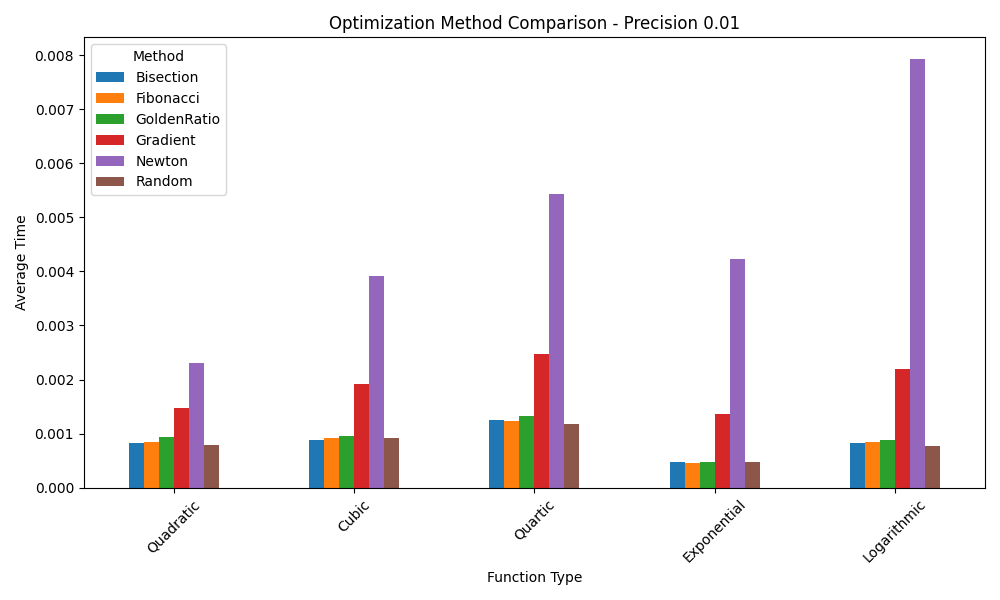 Optimization Method Comparison - Precision 0.01
Method
Bisection
Fibonacci
GoldenRatio
Gradient
Newton
Random
0.008
0.007
0.006
0.005
0.004
0.003
0.002
0.001
0.000
Average Time
Quadratic
Cubic
Quartic
Exponential
Logarithmic
Function Type